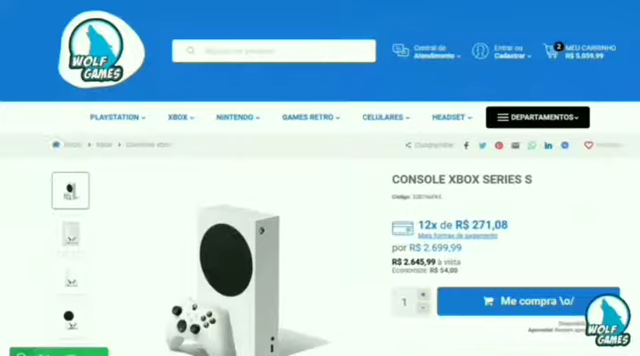 WOLF
GAMES
Central de
Atendimento
Entrar ou
Cadastrar
2
MEU CARRINHO
R$ 5.059,99
PLAYSTATION
XBOX
NINTENDO
GAMES RETRO
CELULARES
HEADSET
DEPARTAMENTOS
CONSOLE XBOX SERIES S
Código:
12x de R$ 271,08
Mais formas de pagamento
por R$ 2.699,99
R$ 2.645,99 à vista
Economize R$ 54,00
1
+
-
Me compra \o/
WOLF
GAMES